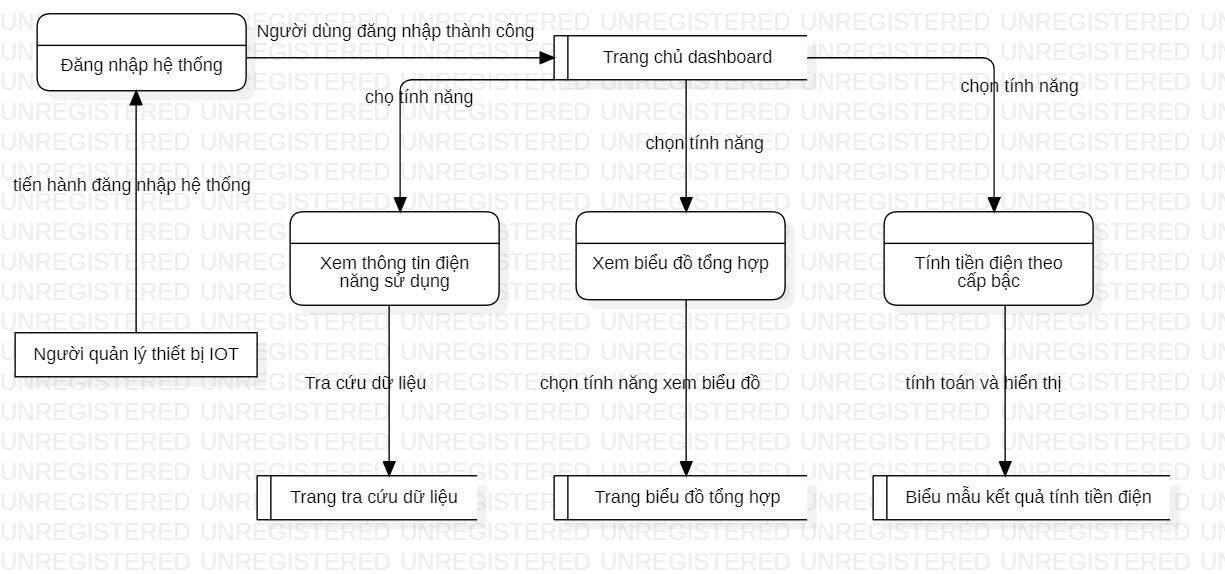 Người dùng đăng nhập thành công
Đăng nhập hệ thống
Trang chủ dashboard
chọ tính năng
chọn tính năng
chọn tính năng
tiến hành đăng nhập hệ thống
Xem thông tin điện
năng sử dụng
Xem biểu đồ tổng hợp
Tính tiền điện theo
cấp bậc
Người quản lý thiết bị IOT
Tra cứu dữ liệu
chọn tính năng xem biểu đồ
tính toán và hiển thị
Trang tra cứu dữ liệu
Trang biểu đồ tổng hợp
Biểu mẫu kết quả tính tiền điện
UNREGISTERED